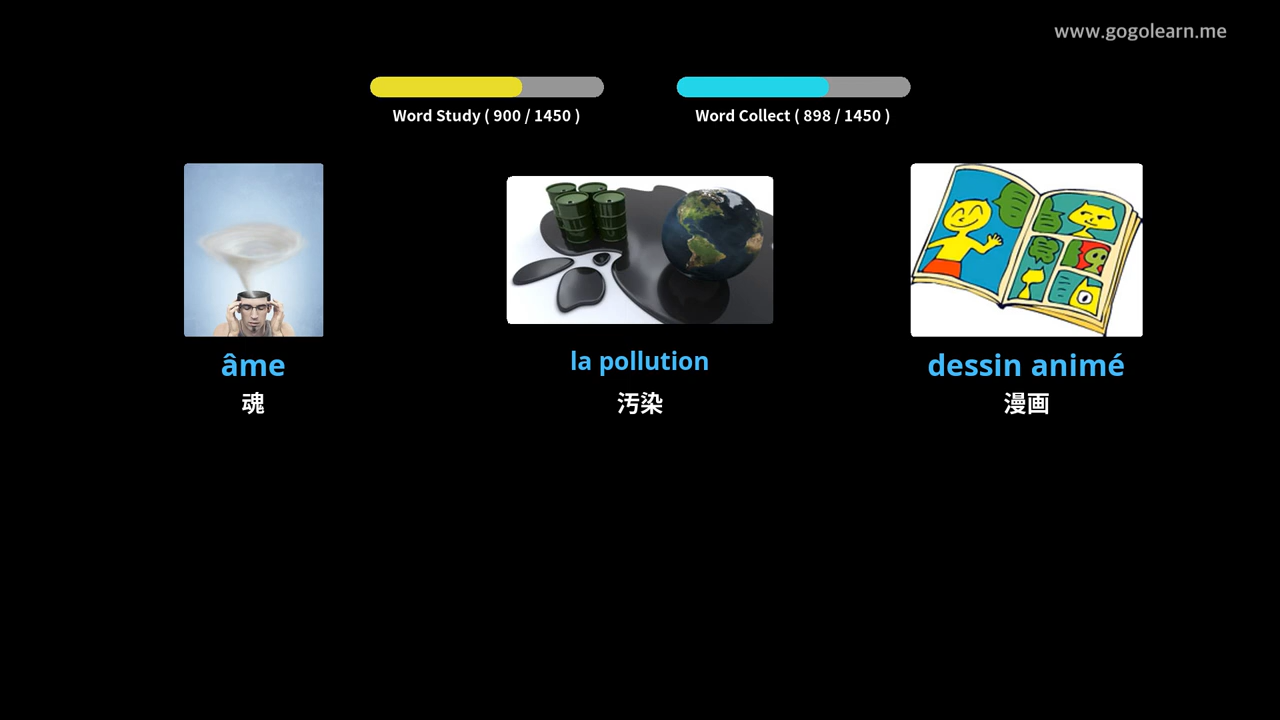 www.gogolearn.me
Word Study ( 900 / 1450 )
Word Collect ( 898 / 1450 )
âme
la pollution
dessin animé
魂
汚染
漫画